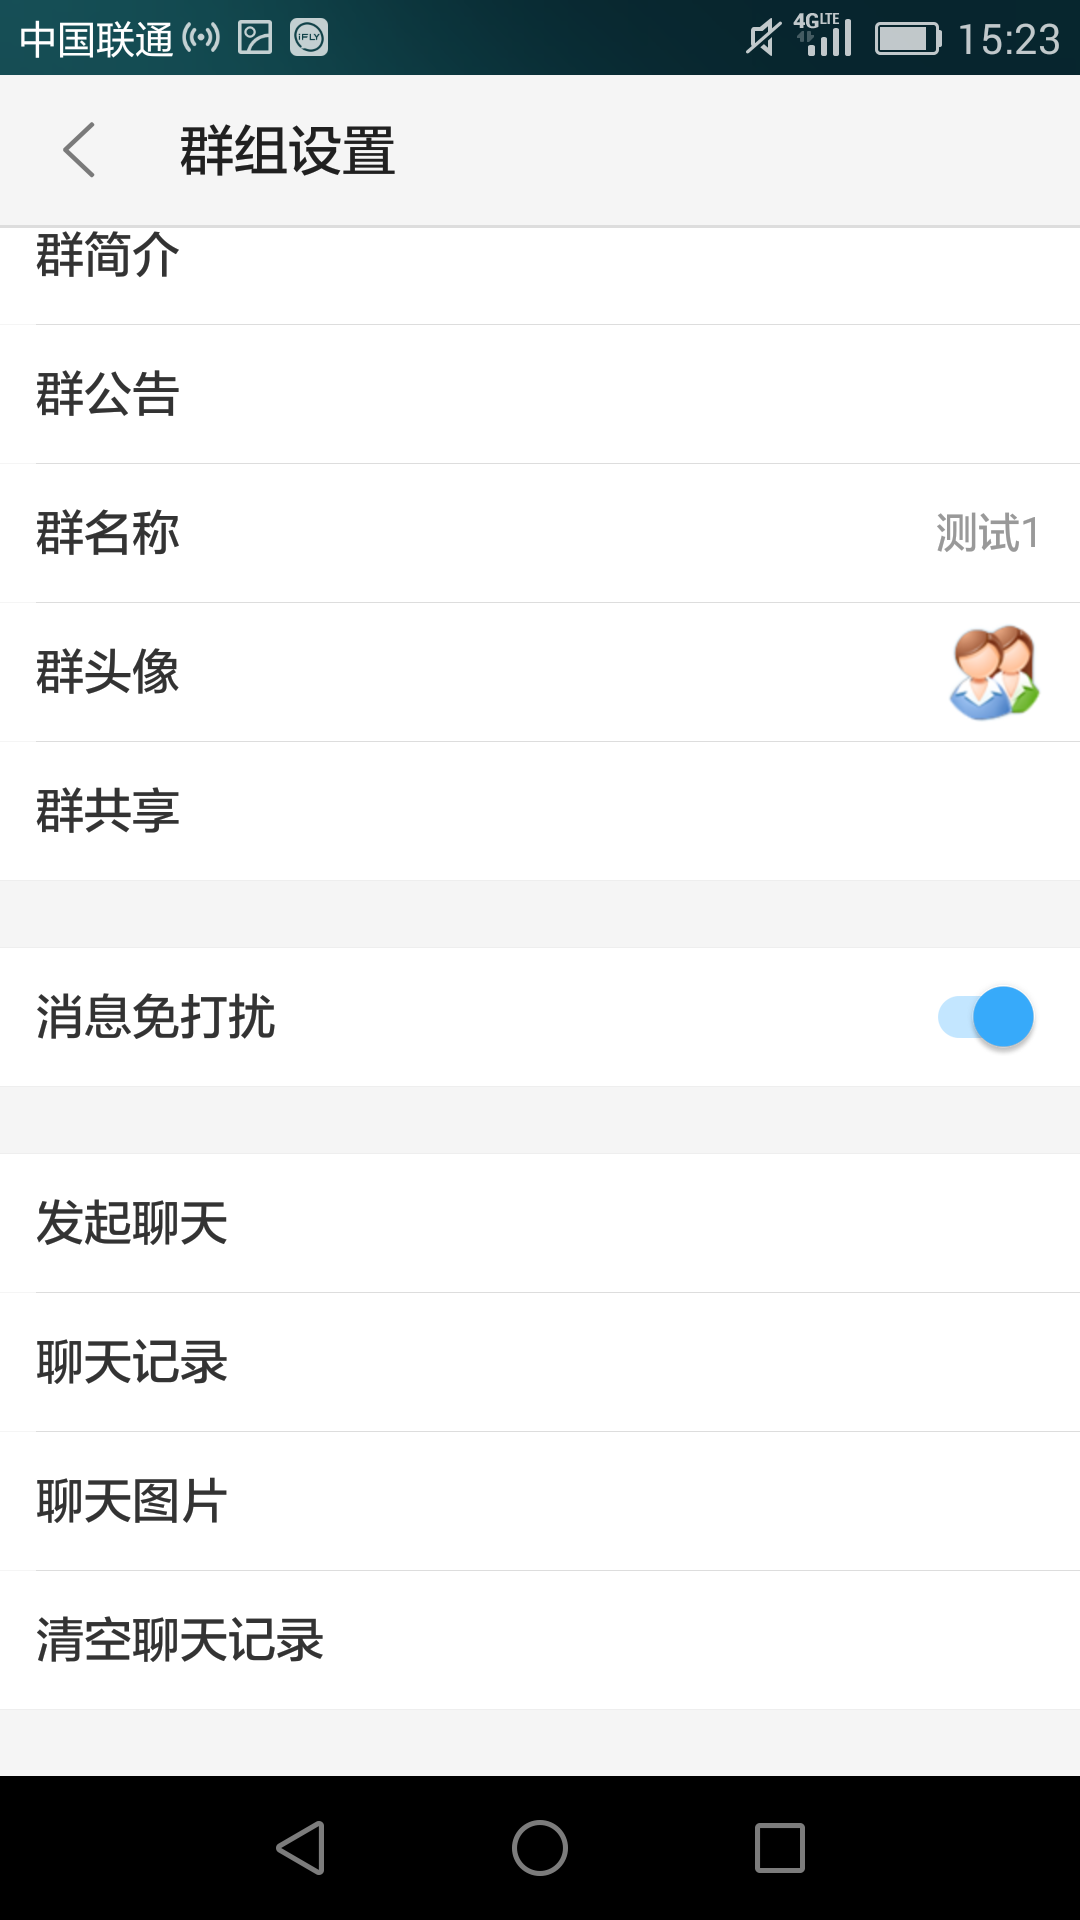 中国联通 iFLY 4G LTE 15:23
群组设置
群简介
群公告
群名称 测试1
群头像
群共享
消息免打扰
发起聊天
聊天记录
聊天图片
清空聊天记录